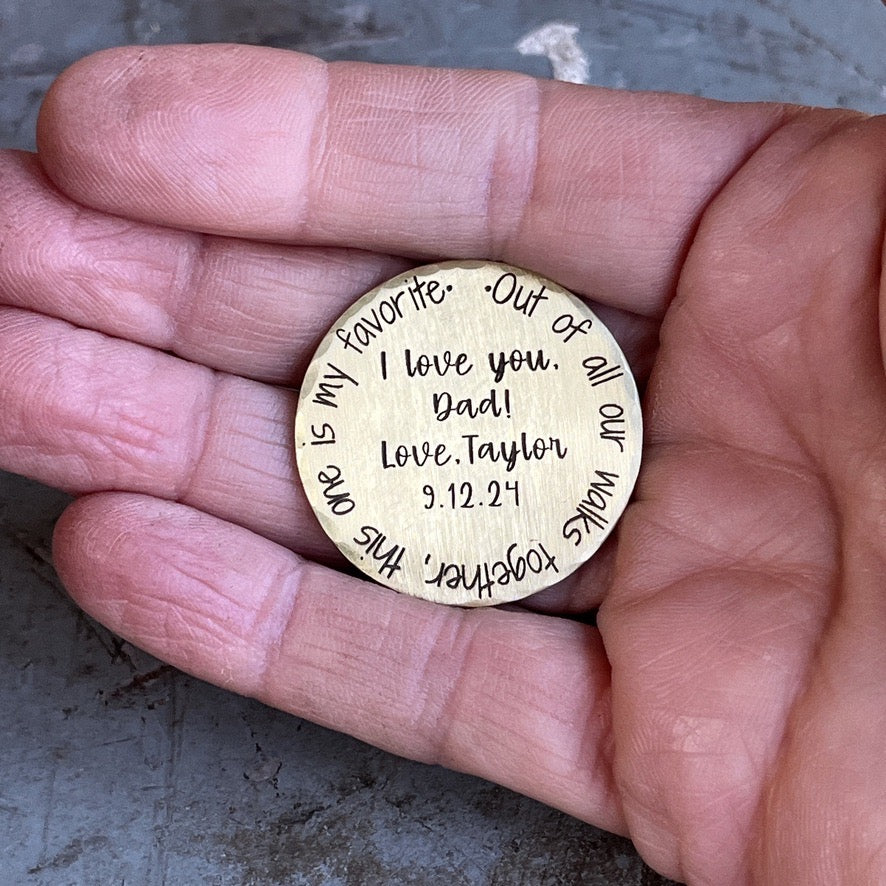 ·Out of all our walks together, this one is my favorite·
I love you,
Dad!
Love, Taylor
9.12.24